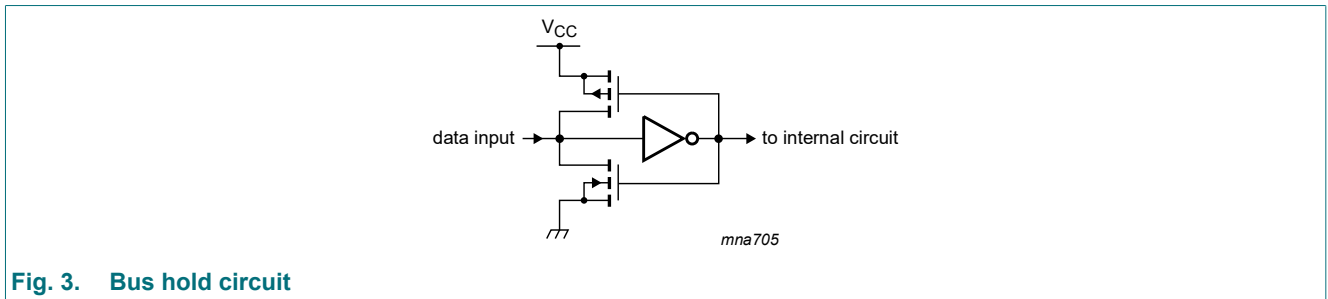 VCC
data input
to internal circuit
mna705
Fig. 3. Bus hold circuit